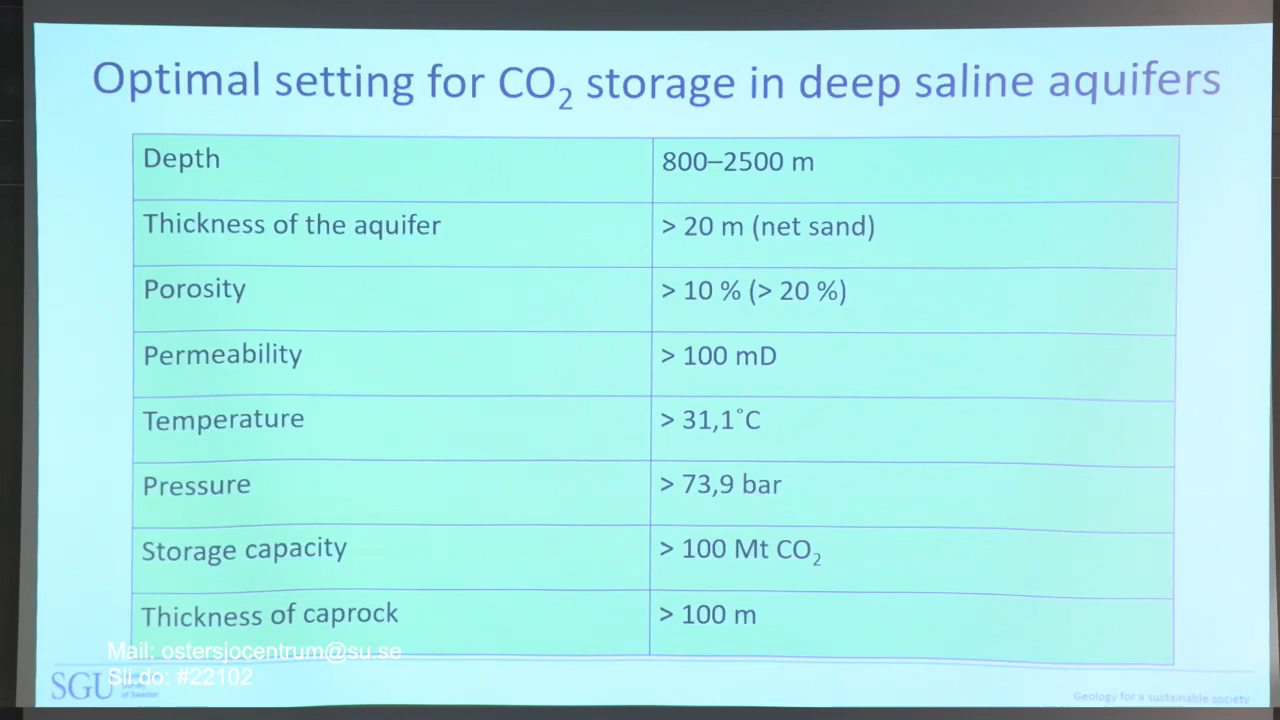 Optimal setting for CO₂ storage in deep saline aquifers
Depth 800–2500 m
Thickness of the aquifer > 20 m (net sand)
Porosity > 10 % (> 20 %)
Permeability > 100 mD
Temperature > 31,1°C
Pressure > 73,9 bar
Storage capacity > 100 Mt CO₂
Thickness of caprock > 100 m
Mail: ostersjocentrum@su.se
Sli.do: #22102
SGU
of Sweden
Geology for a sustainable society